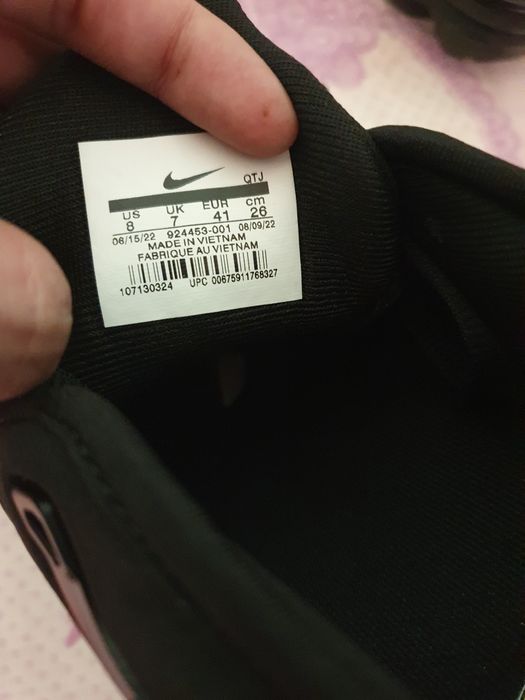 QTJ
US UK EUR cm
8 7 41 26
06/15/22 924453-001 08/09/22
MADE IN VIETNAM
FABRIQUE AU VIETNAM
107130324 UPC 00675911768327